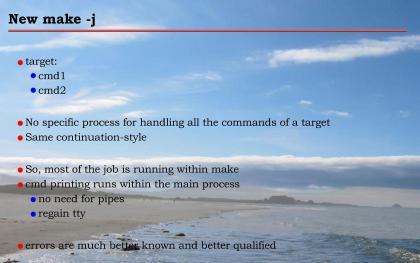 New make -j
target:
cmd1
cmd2
No specific process for handling all the commands of a target
Same continuation-style
So, most of the job is running within make
cmd printing runs within the main process
no need for pipes
regain tty
errors are much better known and better qualified